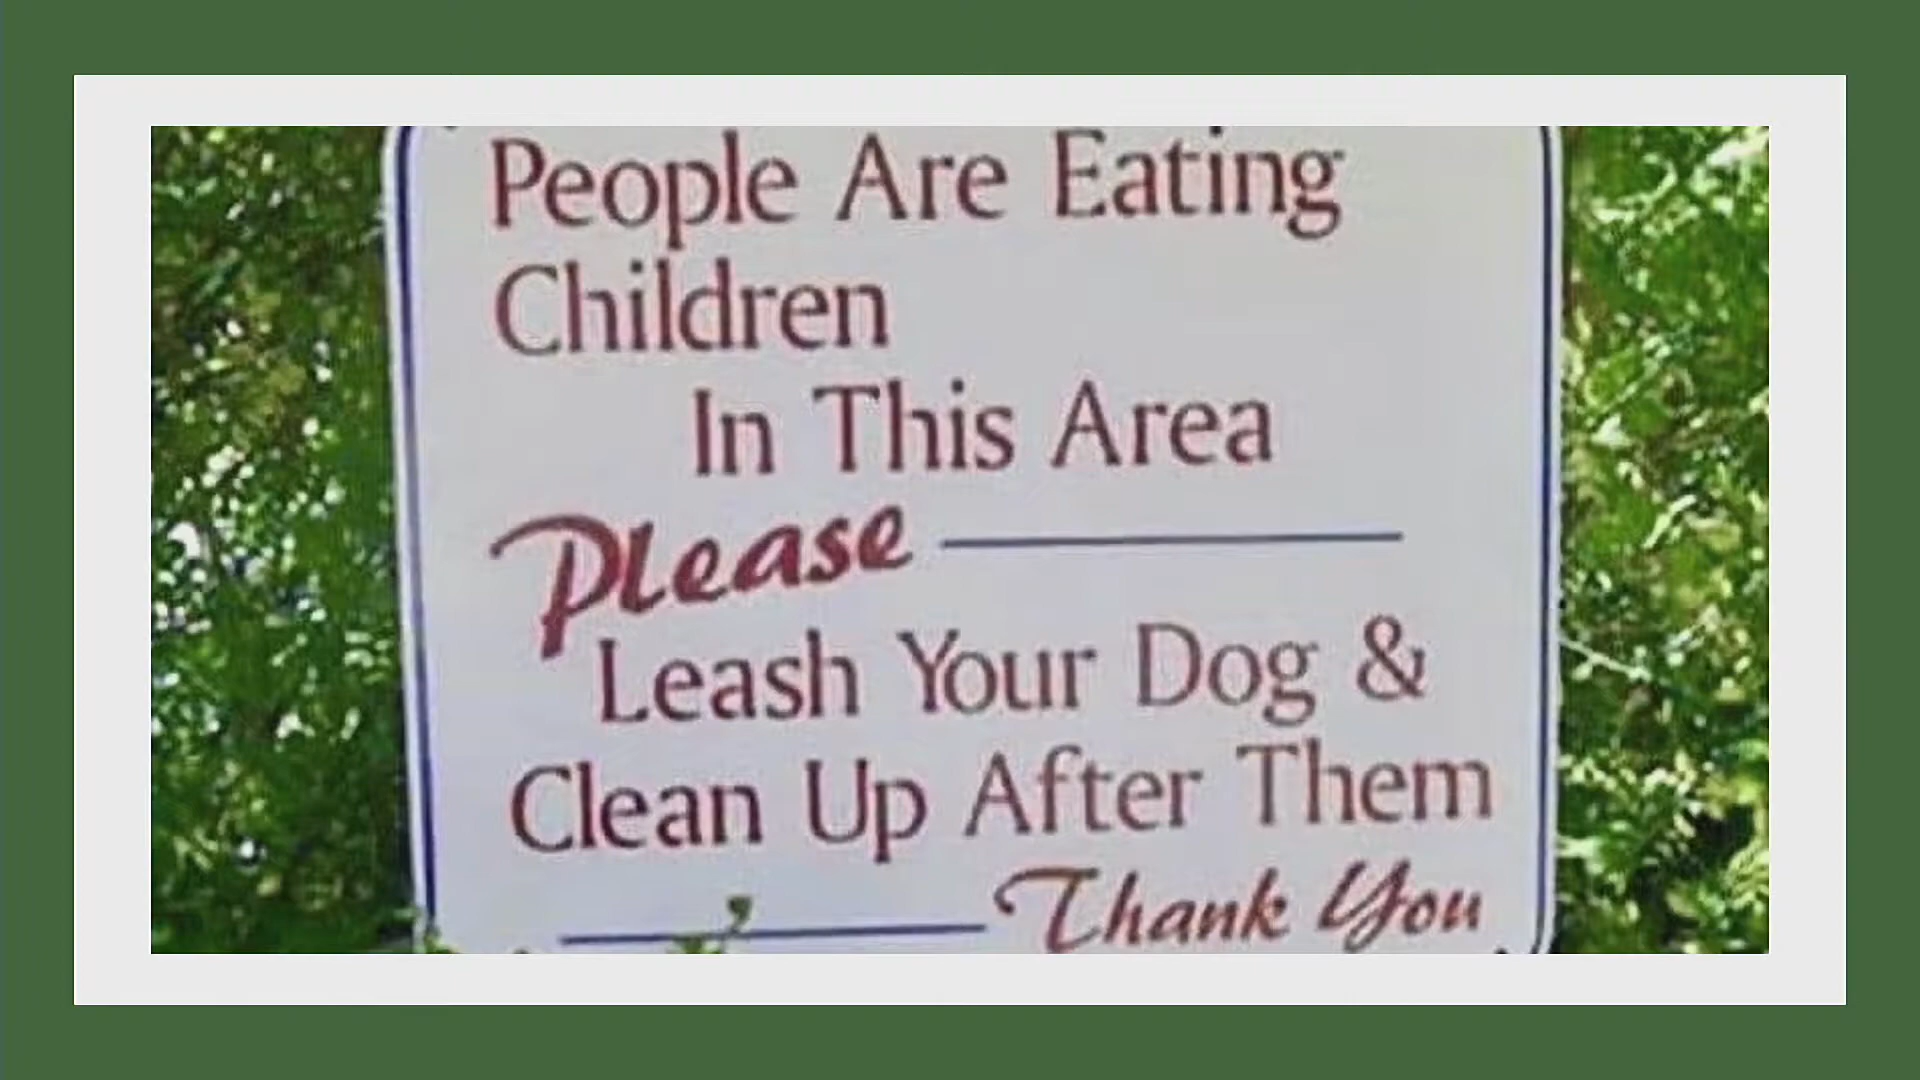 People Are Eating
Children
In This Area
Please
Leash Your Dog &
Clean Up After Them
Thank You